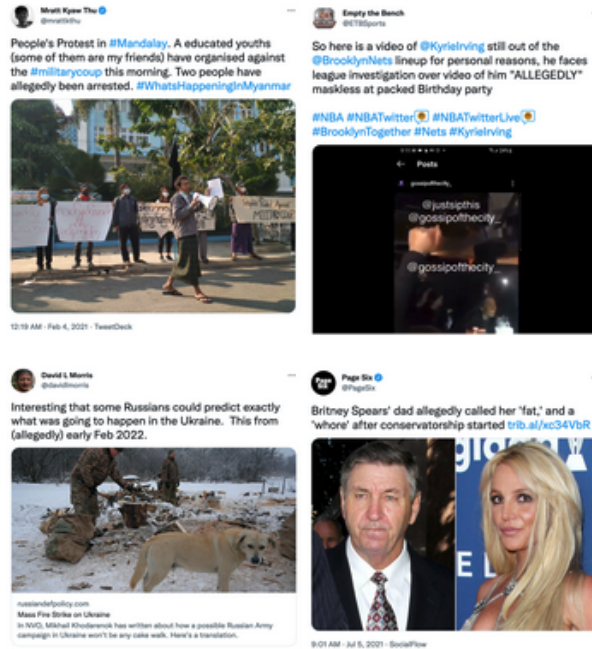 Mratt Kyaw Thu
@mrattkthu
People's Protest in #Mandalay. A educated youths
(some of them are my friends) have organised against
the #militarycoup this morning. Two people have
allegedly been arrested. #WhatsHappeningInMyanmar
12:19 AM · Feb 4, 2021 · TweetDeck
Empty the Bench
@ETBSports
So here is a video of @KyrieIrving still out of the
@BrooklynNets lineup for personal reasons, he faces
league investigation over video of him "ALLEGEDLY"
maskless at packed Birthday party
#NBA #NBATwitter #NBATwitterLive
#BrooklynTogether #Nets #KyrieIrving
Posts
gossipofthecity_
@justsipthis
@gossipofthecity_
@gossipofthecity_
David L Morris
@davidlmorris
Interesting that some Russians could predict exactly
what was going to happen in the Ukraine. This from
(allegedly) early Feb 2022.
russiandefpolicy.com
Mass Fire Strike on Ukraine
In NVO, Mikhail Khodarenok has written about how a possible Russian Army
campaign in Ukraine won't be any cake walk. Here's a translation.
Page Six
Page Six
@PageSix
Britney Spears' dad allegedly called her 'fat,' and a
'whore' after conservatorship started trib.al/xc34VbR
glaad
E L
9:01 AM · Jul 5, 2021 · SocialFlow